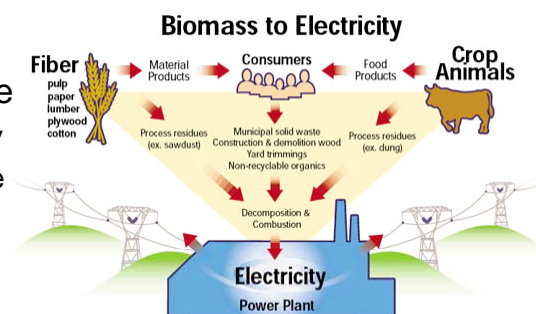 Biomass to Electricity
Fiber
pulp
paper
lumber
plywood
cotton
Material
Products
Consumers
Food
Products
Crop
Animals
Process residues
(ex. sawdust)
Municipal solid waste
Construction & demolition wood
Yard trimmings
Non-recyclable organics
Process residues
(ex. dung)
Decomposition &
Combustion
Electricity
Power Plant